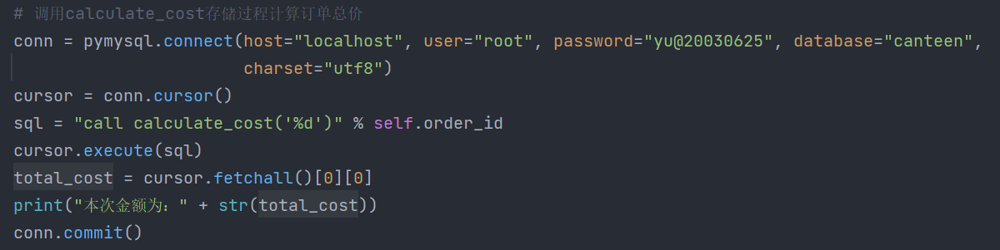 # 调用calculate_cost存储过程计算订单总价
conn = pymysql.connect(host="localhost", user="root", password="yu@20030625", database="canteen",
charset="utf8")
cursor = conn.cursor()
sql = "call calculate_cost('%d')" % self.order_id
cursor.execute(sql)
total_cost = cursor.fetchall()[0][0]
print("本次金额为：" + str(total_cost))
conn.commit()